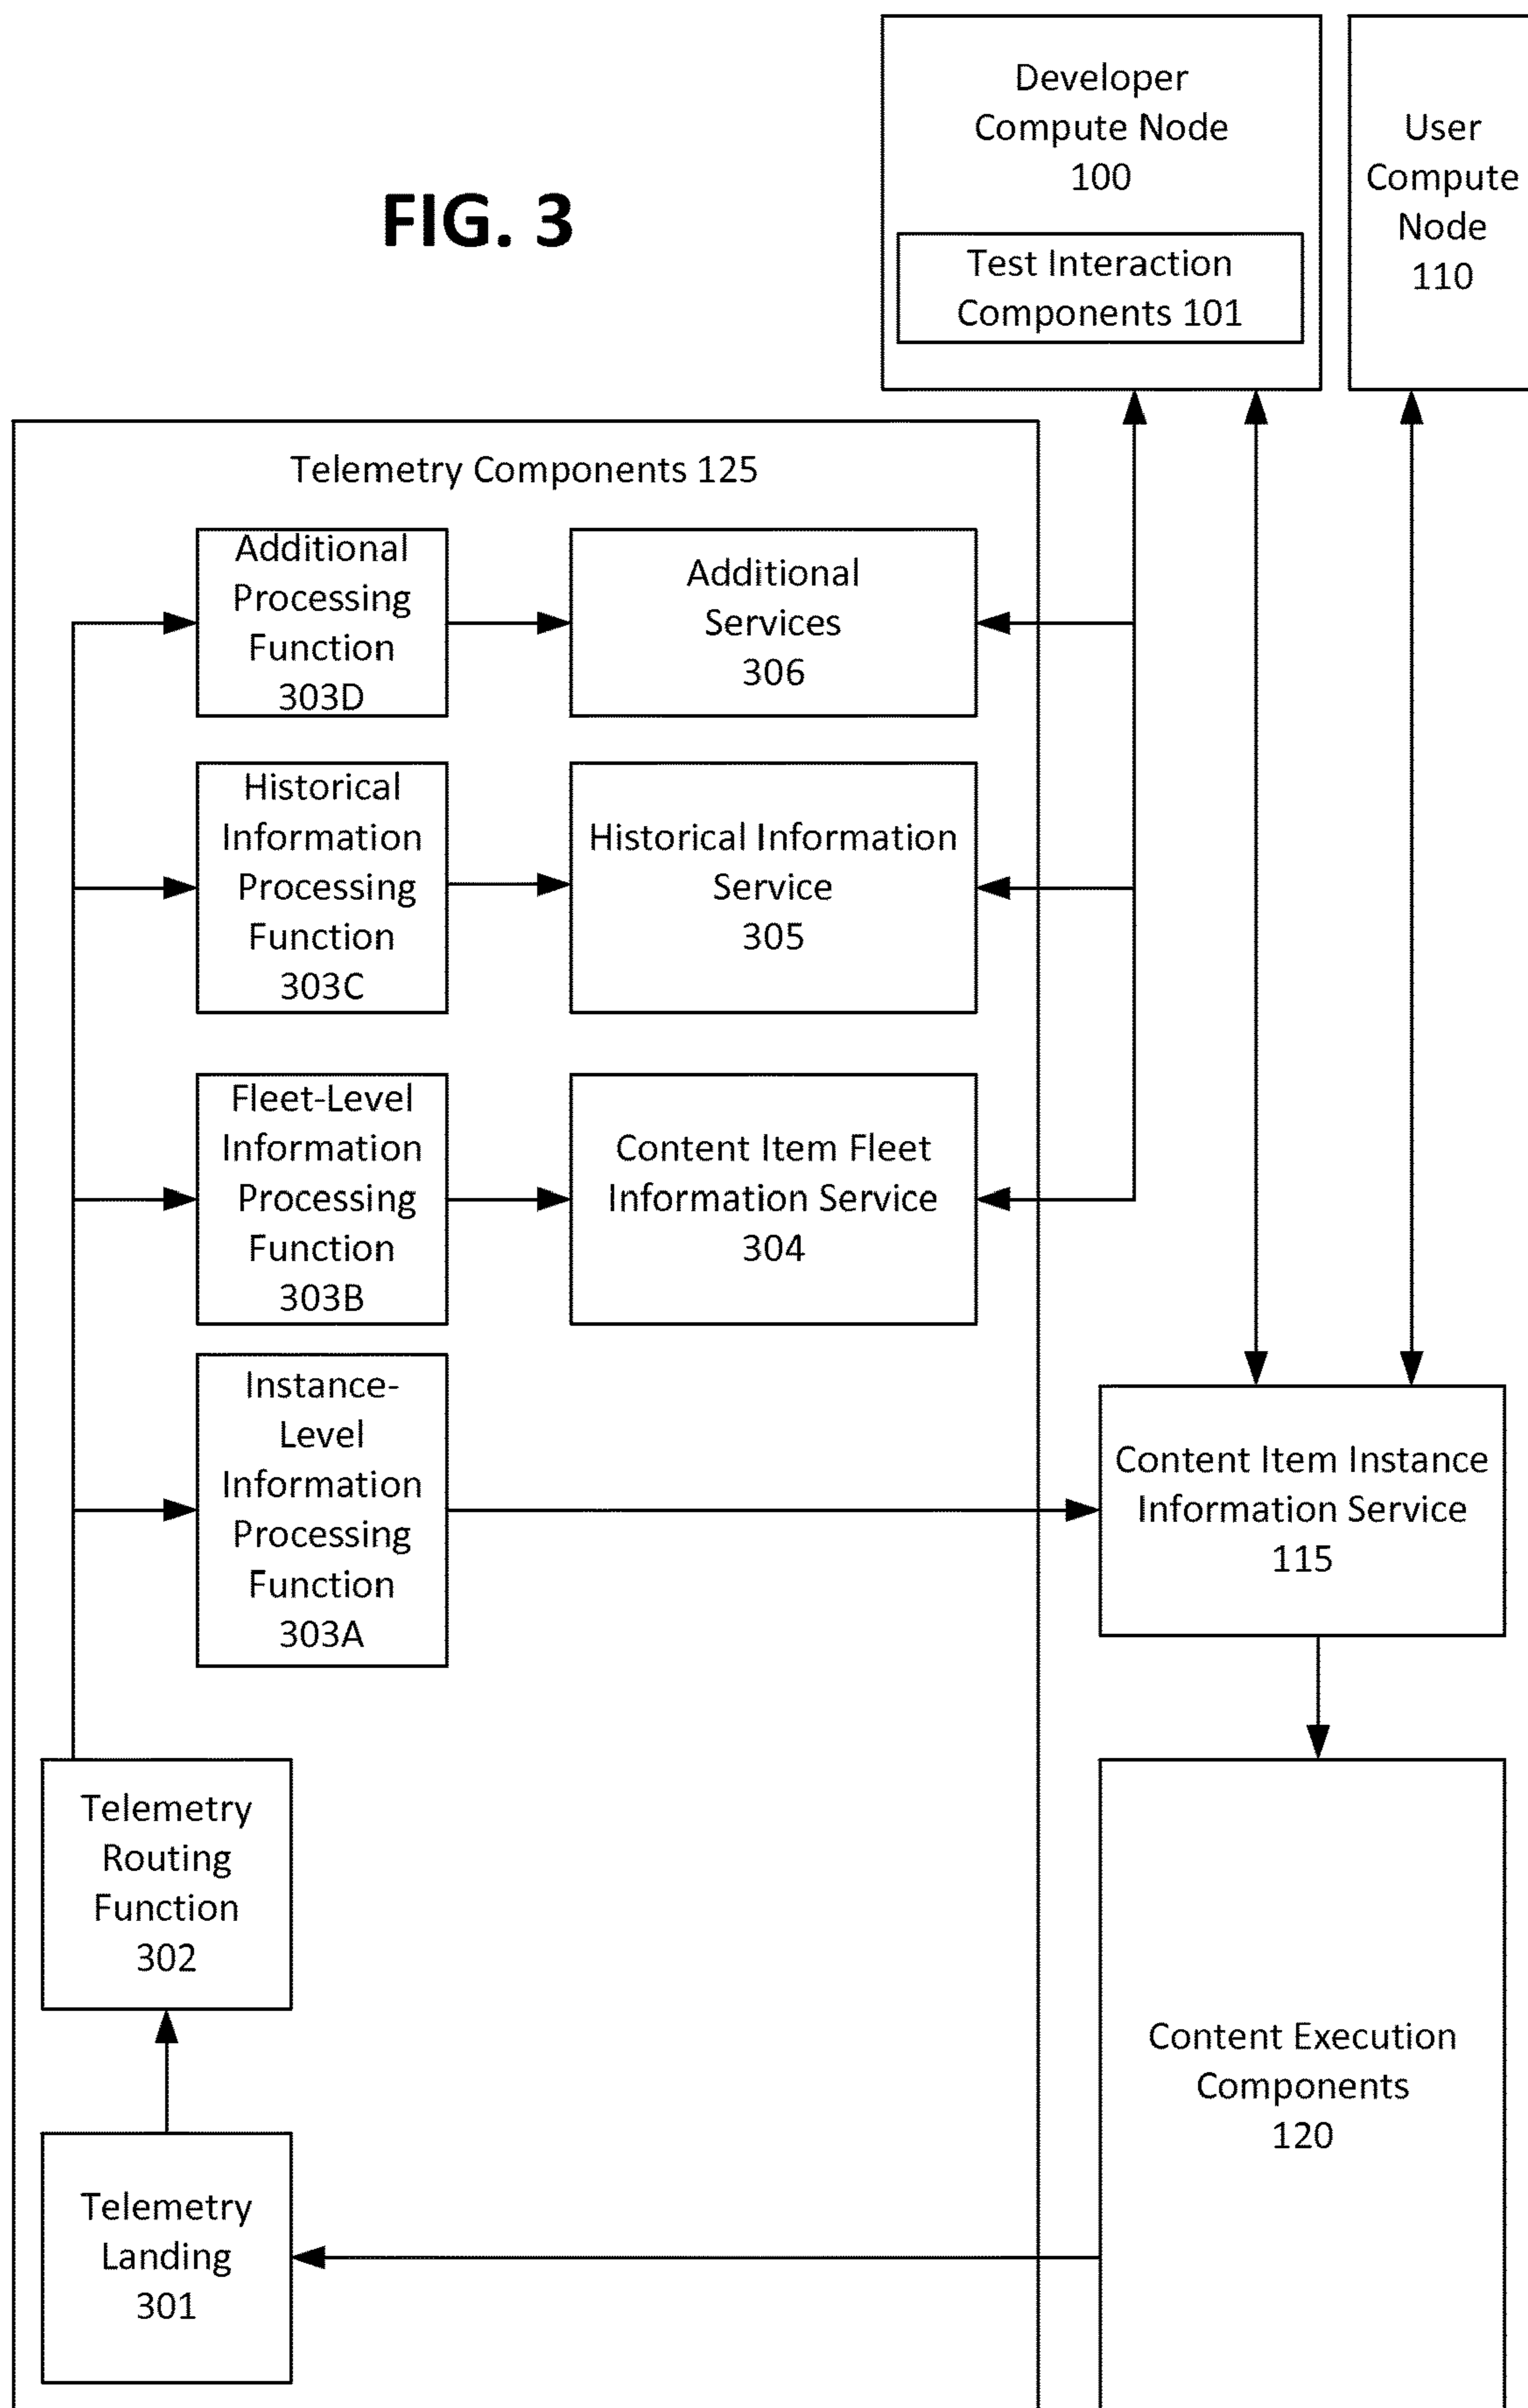 Developer
Compute Node
100
Test Interaction
Components 101
User
Compute
Node
110
FIG. 3
Telemetry Components 125
Additional
Processing
Function
303D
Additional
Services
306
Historical
Information
Processing
Function
303C
Historical Information
Service
305
Fleet-Level
Information
Processing
Function
303B
Content Item Fleet
Information Service
304
Instance-
Level
Information
Processing
Function
303A
Content Item Instance
Information Service
115
Telemetry
Routing
Function
302
Content Execution
Components
120
Telemetry
Landing
301